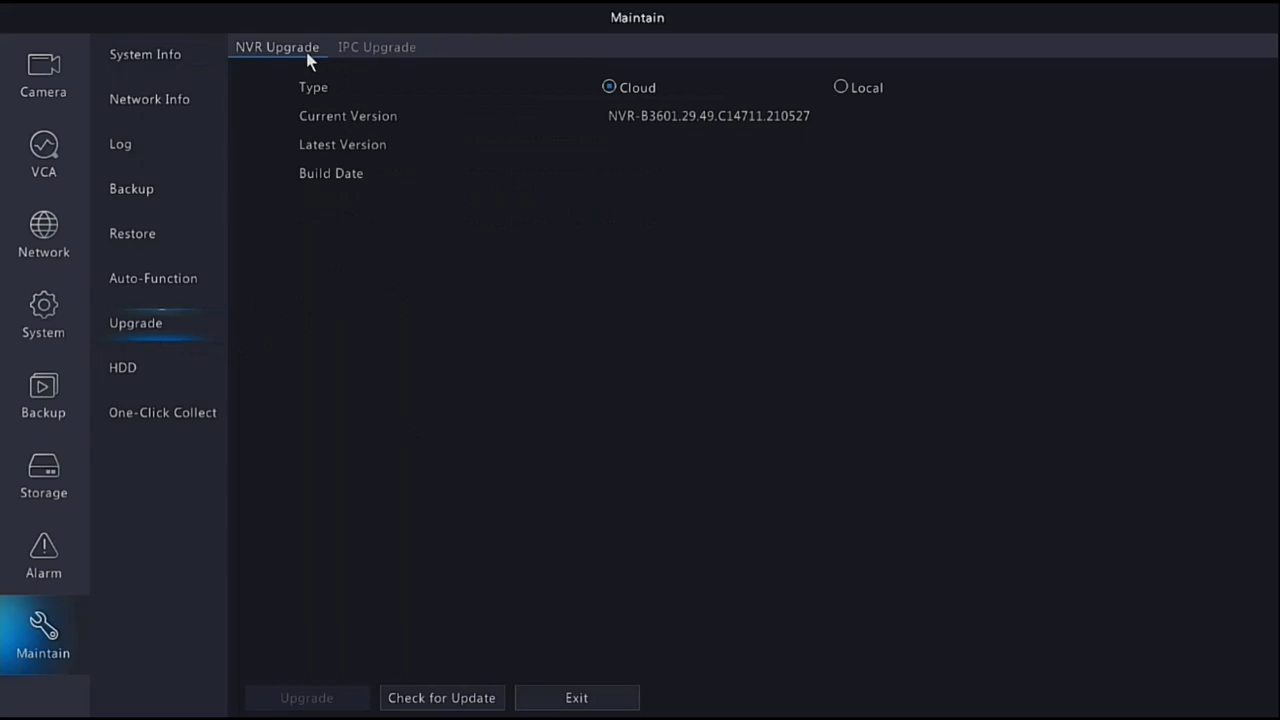 Maintain
Camera
VCA
Network
System
Backup
Storage
Alarm
Maintain
System Info
Network Info
Log
Backup
Restore
Auto-Function
Upgrade
HDD
One-Click Collect
NVR Upgrade IPC Upgrade
Type Cloud Local
Current Version NVR-B3601.29.49.C14711.210527
Latest Version
Build Date
Upgrade Check for Update Exit